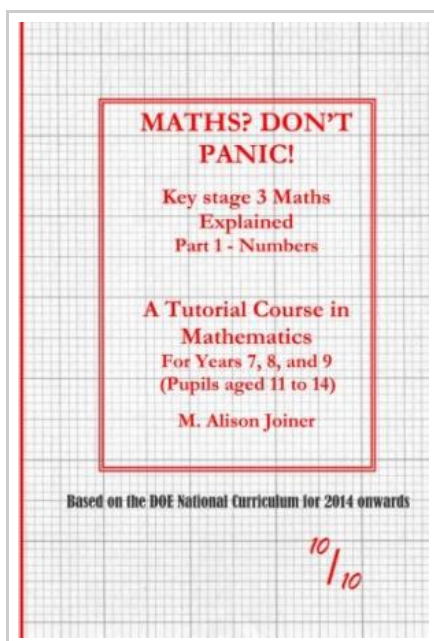 MATHS? DON'T
PANIC!
Key stage 3 Maths
Explained
Part 1 - Numbers
A Tutorial Course in
Mathematics
For Years 7, 8, and 9
(Pupils aged 11 to 14)
M. Alison Joiner
Based on the DOE National Curriculum for 2014 onwards
10/10